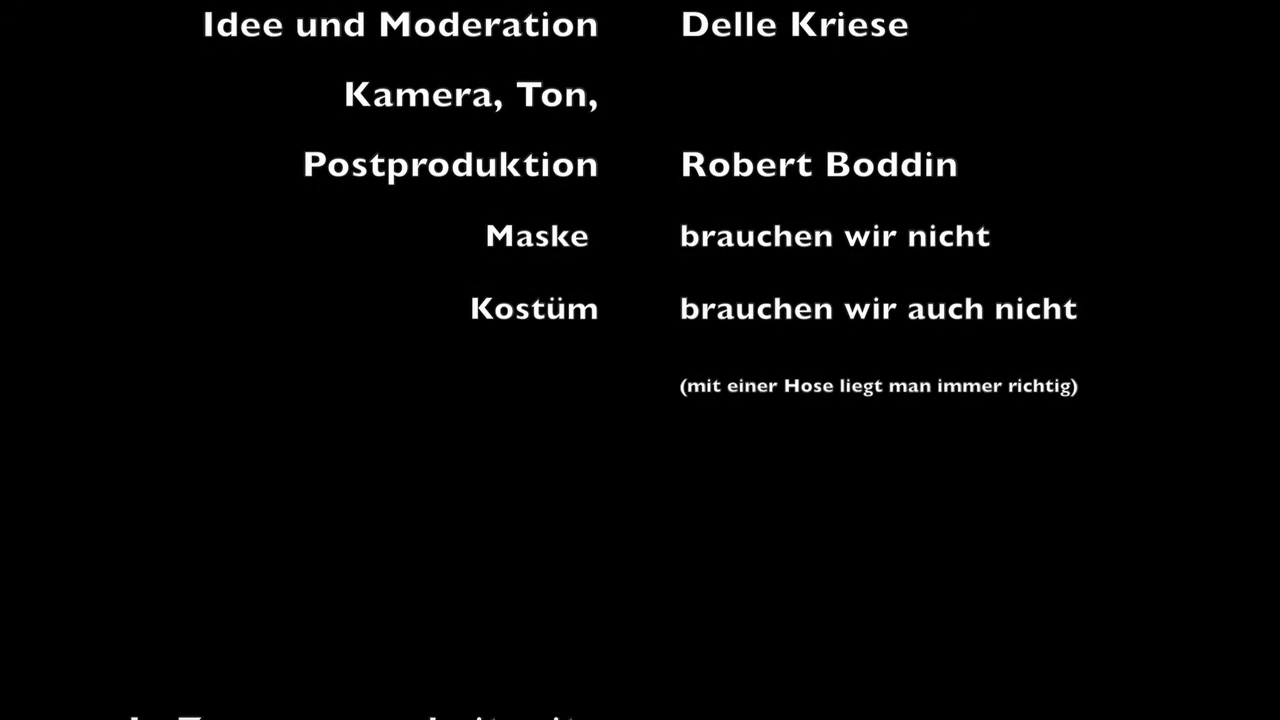 Idee und Moderation Delle Kriese
Kamera, Ton,
Postproduktion Robert Boddin
Maske brauchen wir nicht
Kostüm brauchen wir auch nicht
(mit einer Hose liegt man immer richtig)